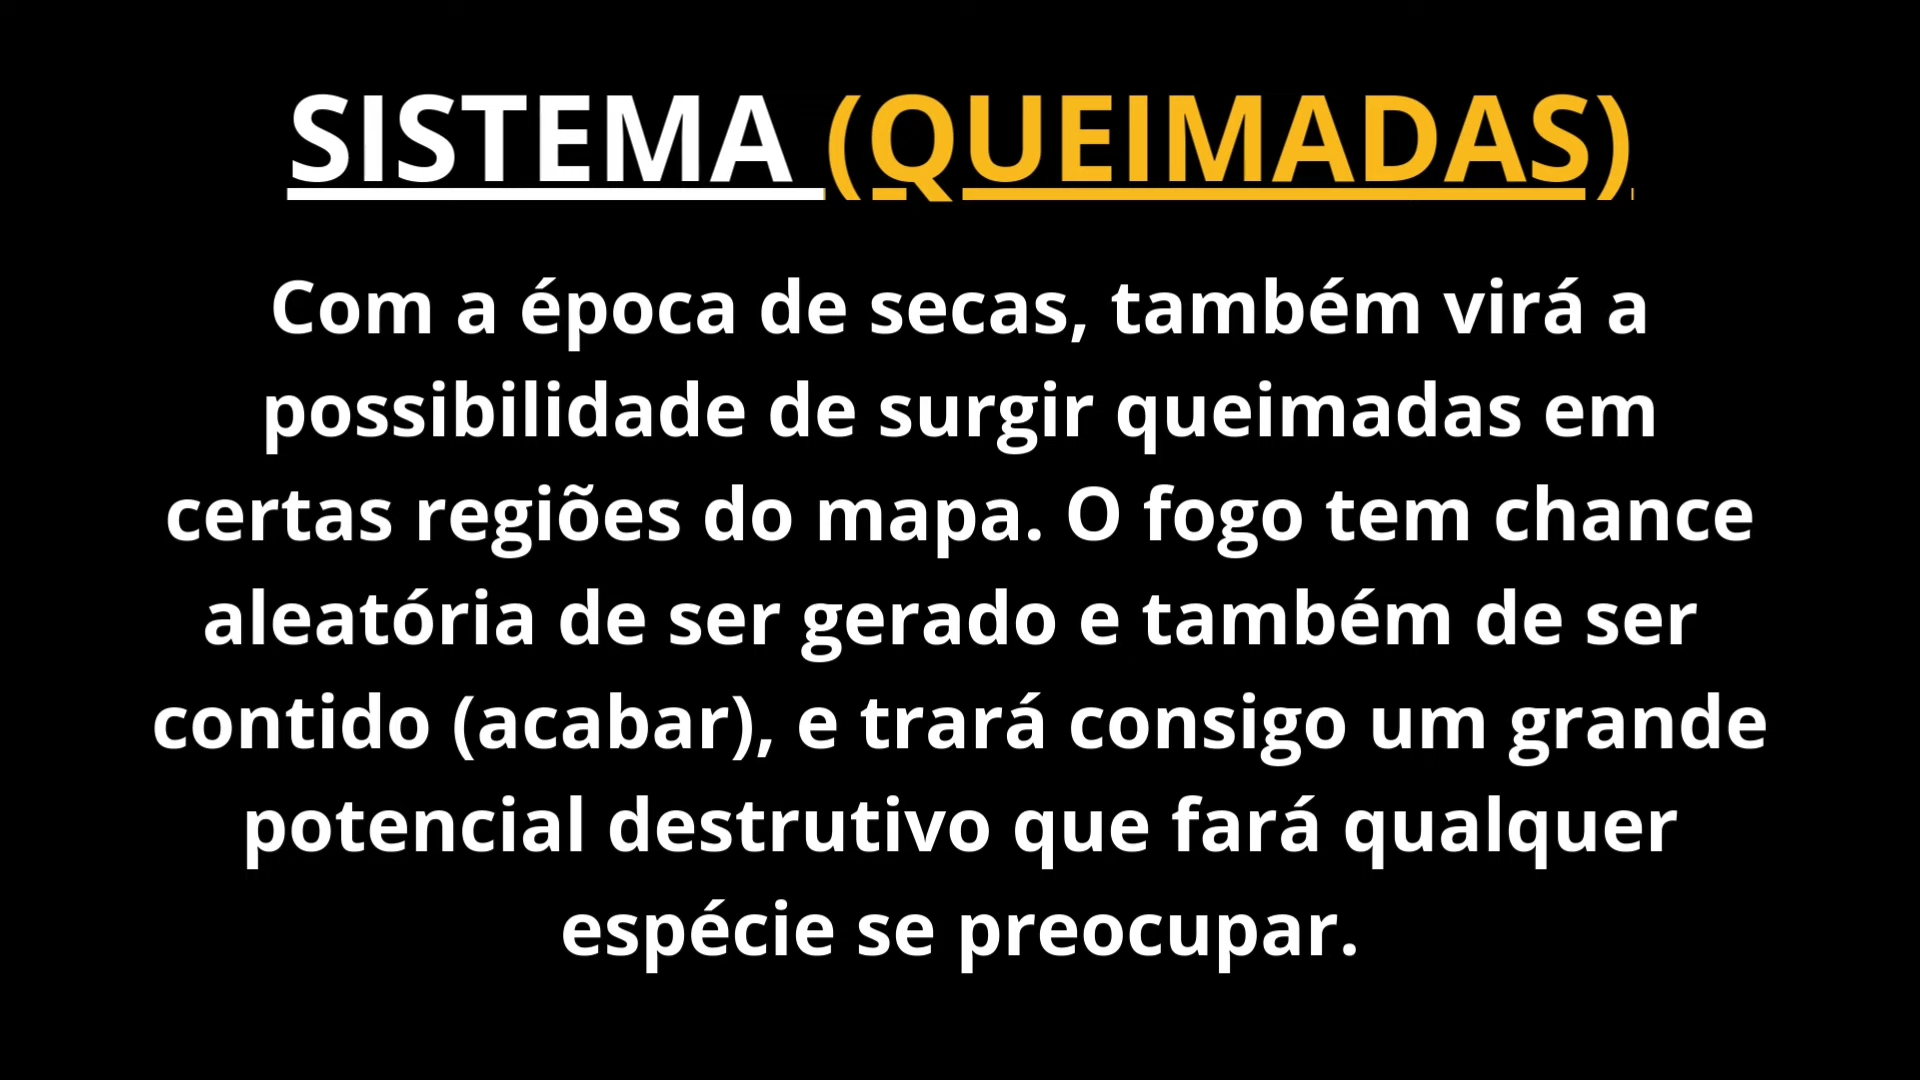 SISTEMA (QUEIMADAS)
Com a época de secas, também virá a
possibilidade de surgir queimadas em
certas regiões do mapa. O fogo tem chance
aleatória de ser gerado e também de ser
contido (acabar), e trará consigo um grande
potencial destrutivo que fará qualquer
espécie se preocupar.